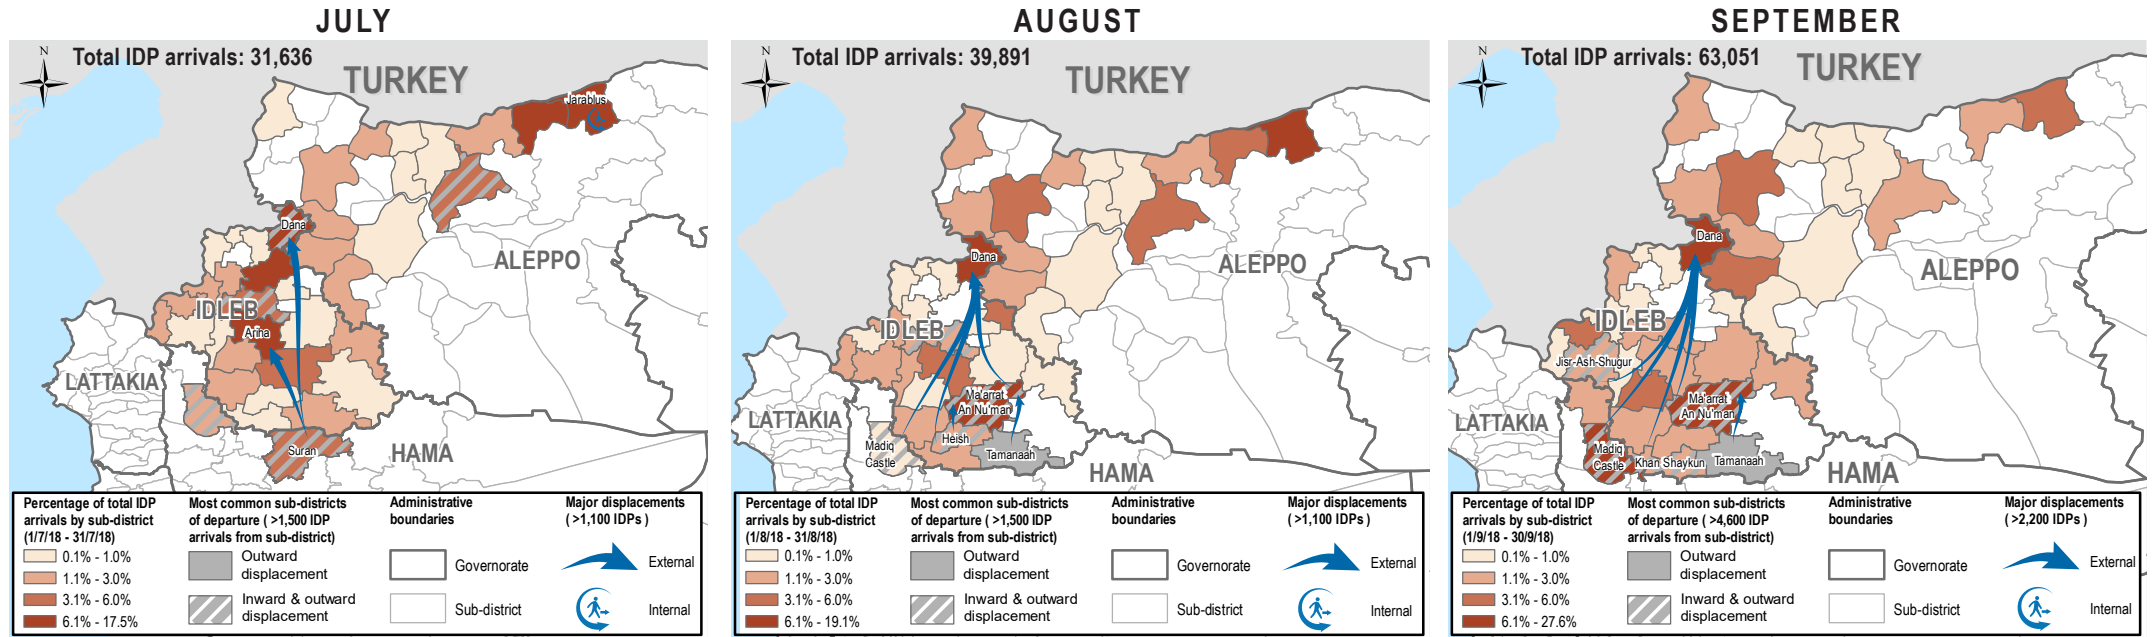 JULY
Total IDP arrivals: 31,636
N
TURKEY
Jarablus
Dana
ALEPPO
IDLEB
Ariha
LATTAKIA
Suran
HAMA
Percentage of total IDP
arrivals by sub-district
(1/7/18 - 31/7/18)
0.1% - 1.0%
1.1% - 3.0%
3.1% - 6.0%
6.1% - 17.5%
Most common sub-districts
of departure ( >1,500 IDP
arrivals from sub-district)
Outward
displacement
Inward & outward
displacement
Administrative
boundaries
Governorate
Sub-district
Major displacements
( >1,100 IDPs )
External
Internal
AUGUST
Total IDP arrivals: 39,891
N
TURKEY
Dana
ALEPPO
IDLEB
Ma'arrat
An Nu'man
LATTAKIA
Heish
Madiq
Castle
Tamanaah
HAMA
Percentage of total IDP
arrivals by sub-district
(1/8/18 - 31/8/18)
0.1% - 1.0%
1.1% - 3.0%
3.1% - 6.0%
6.1% - 19.1%
Most common sub-districts
of departure ( >1,500 IDP
arrivals from sub-district)
Outward
displacement
Inward & outward
displacement
Administrative
boundaries
Governorate
Sub-district
Major displacements
( >1,100 IDPs )
External
Internal
SEPTEMBER
Total IDP arrivals: 63,051
N
TURKEY
Dana
ALEPPO
IDLEB
Jisr-Ash-Shugur
Ma'arrat
An Nu'man
LATTAKIA
Madiq
Castle
Khan Shaykun
Tamanaah
HAMA
Percentage of total IDP
arrivals by sub-district
(1/9/18 - 30/9/18)
0.1% - 1.0%
1.1% - 3.0%
3.1% - 6.0%
6.1% - 27.6%
Most common sub-districts
of departure ( >4,600 IDP
arrivals from sub-district)
Outward
displacement
Inward & outward
displacement
Administrative
boundaries
Governorate
Sub-district
Major displacements
( >2,200 IDPs )
External
Internal